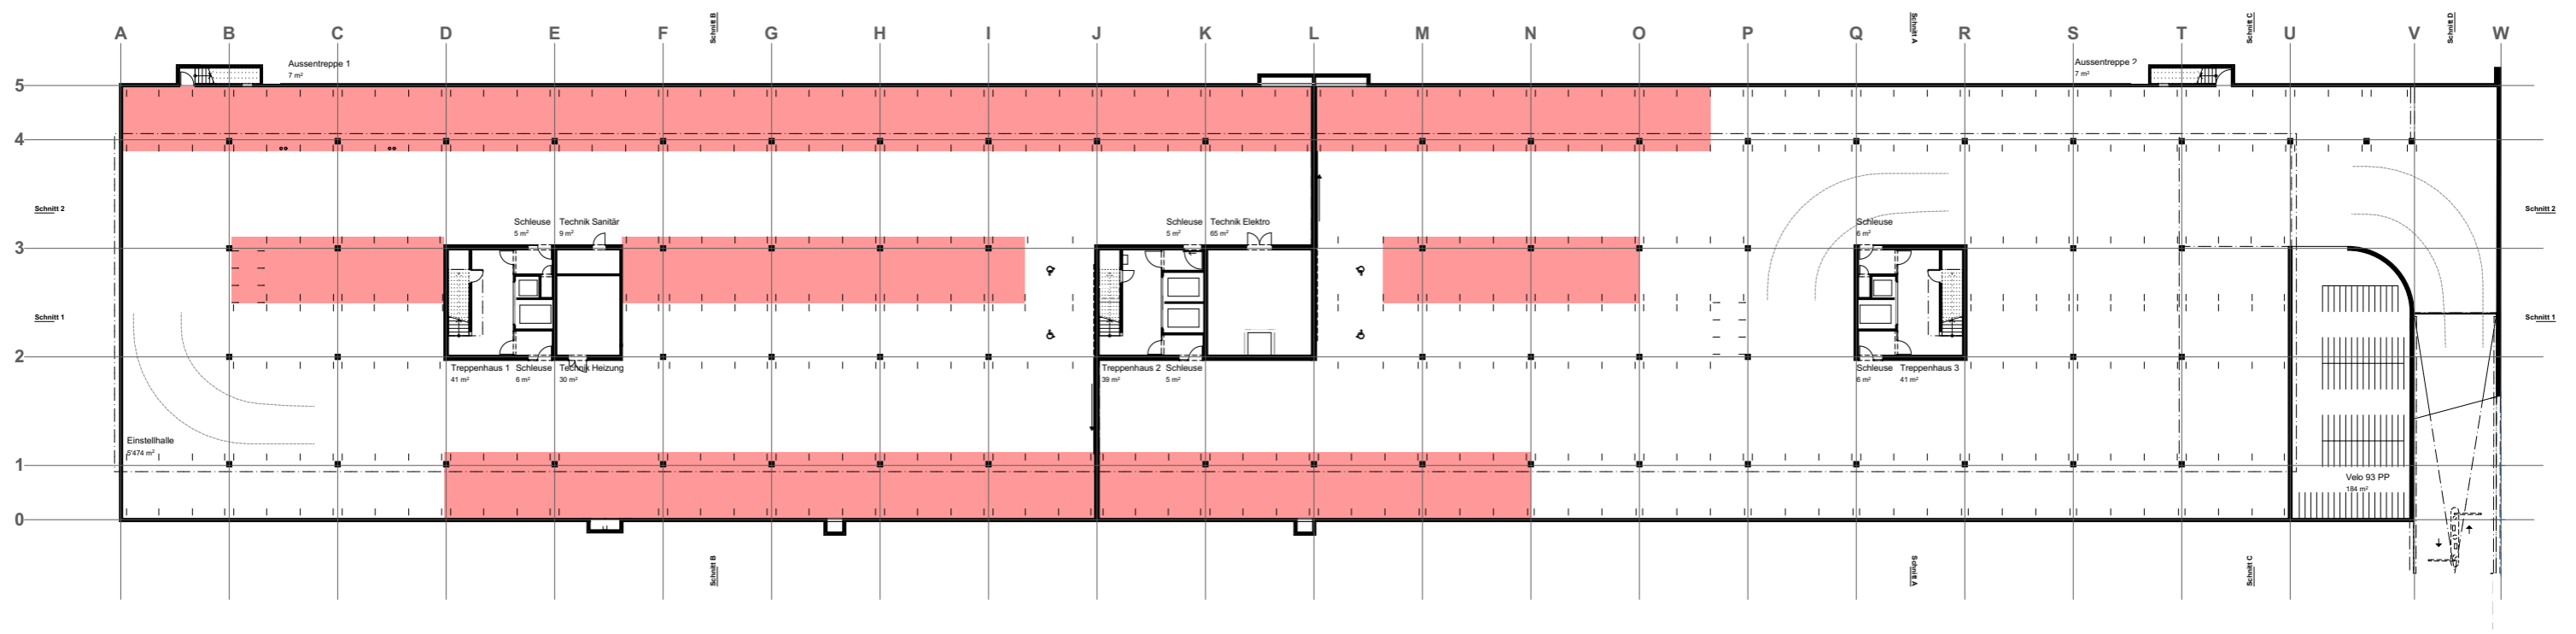 A B C D E F G H I J K L M N O P Q R S T U V W
Schnitt B
Schnitt A
Schnitt C
Schnitt D
Aussentreppe 1
7 m²
Aussentreppe 2
7 m²
5
4
Schnitt 2
Schnitt 2
Schleuse
5 m²
Technik Sanitär
9 m²
Schleuse
5 m²
Technik Elektro
65 m²
Schleuse
6 m²
3
Schnitt 1
Schnitt 1
2
Treppenhaus 1
41 m²
Schleuse
6 m²
Technik Heizung
30 m²
Treppenhaus 2
39 m²
Schleuse
5 m²
Schleuse
6 m²
Treppenhaus 3
41 m²
Einstellhalle
5'474 m²
1
Velo 93 PP
184 m²
0
Schnitt B
Schnitt A
Schnitt C